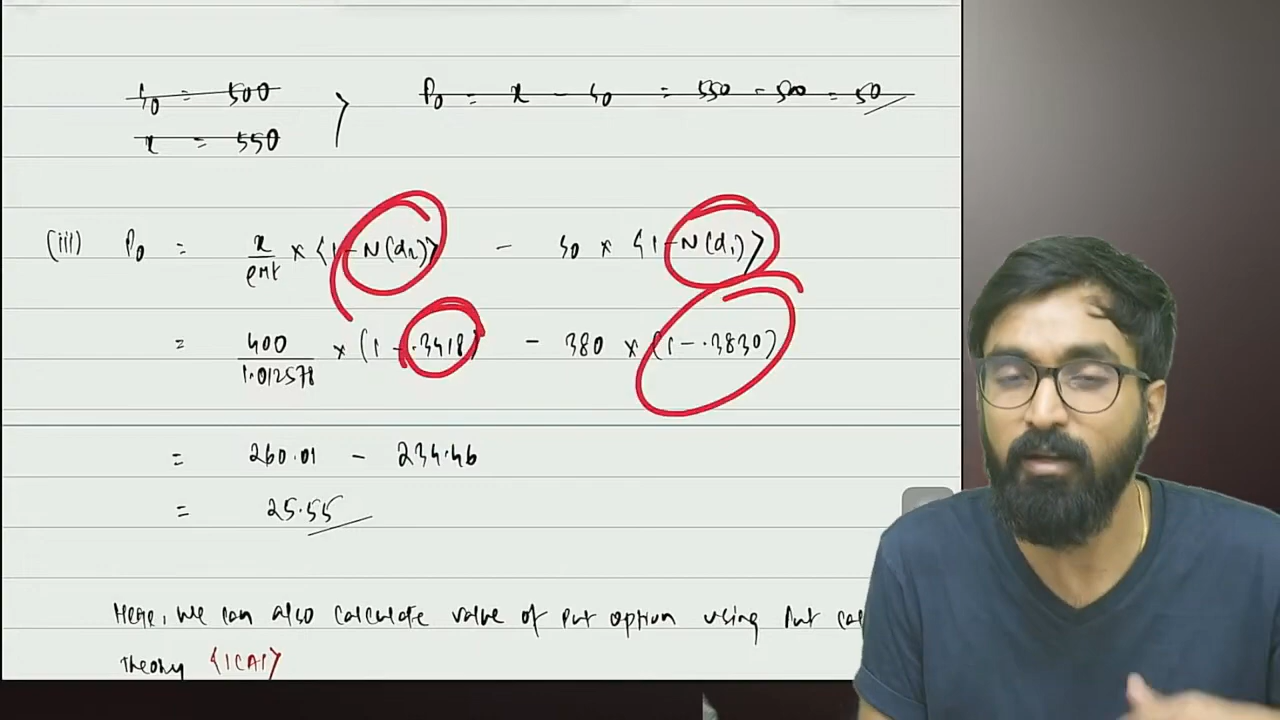 S0 = 500
x = 550
P0 = x - S0 = 550 - 500 = 50
(iii) P0 = x/e^rt × {1-N(d2)} - S0 × {1-N(d1)}
= 400/1.012578 × (1-.3418) - 380 × (1-.3830)
= 260.01 - 234.46
= 25.55
Here, we can also calculate value of Put option using Put cal
theory {ICAI}